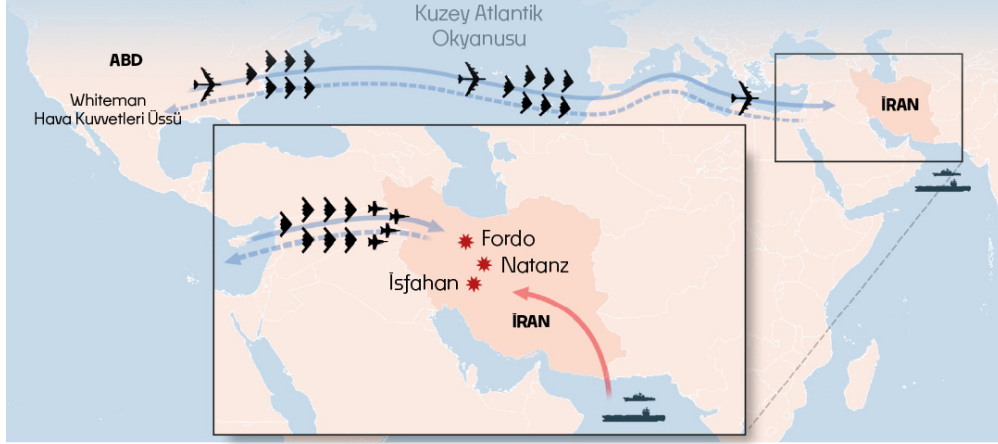 Kuzey Atlantik
Okyanusu
ABD
Whiteman
Hava Kuvvetleri Üssü
İRAN
Fordo
Natanz
İsfahan
İRAN